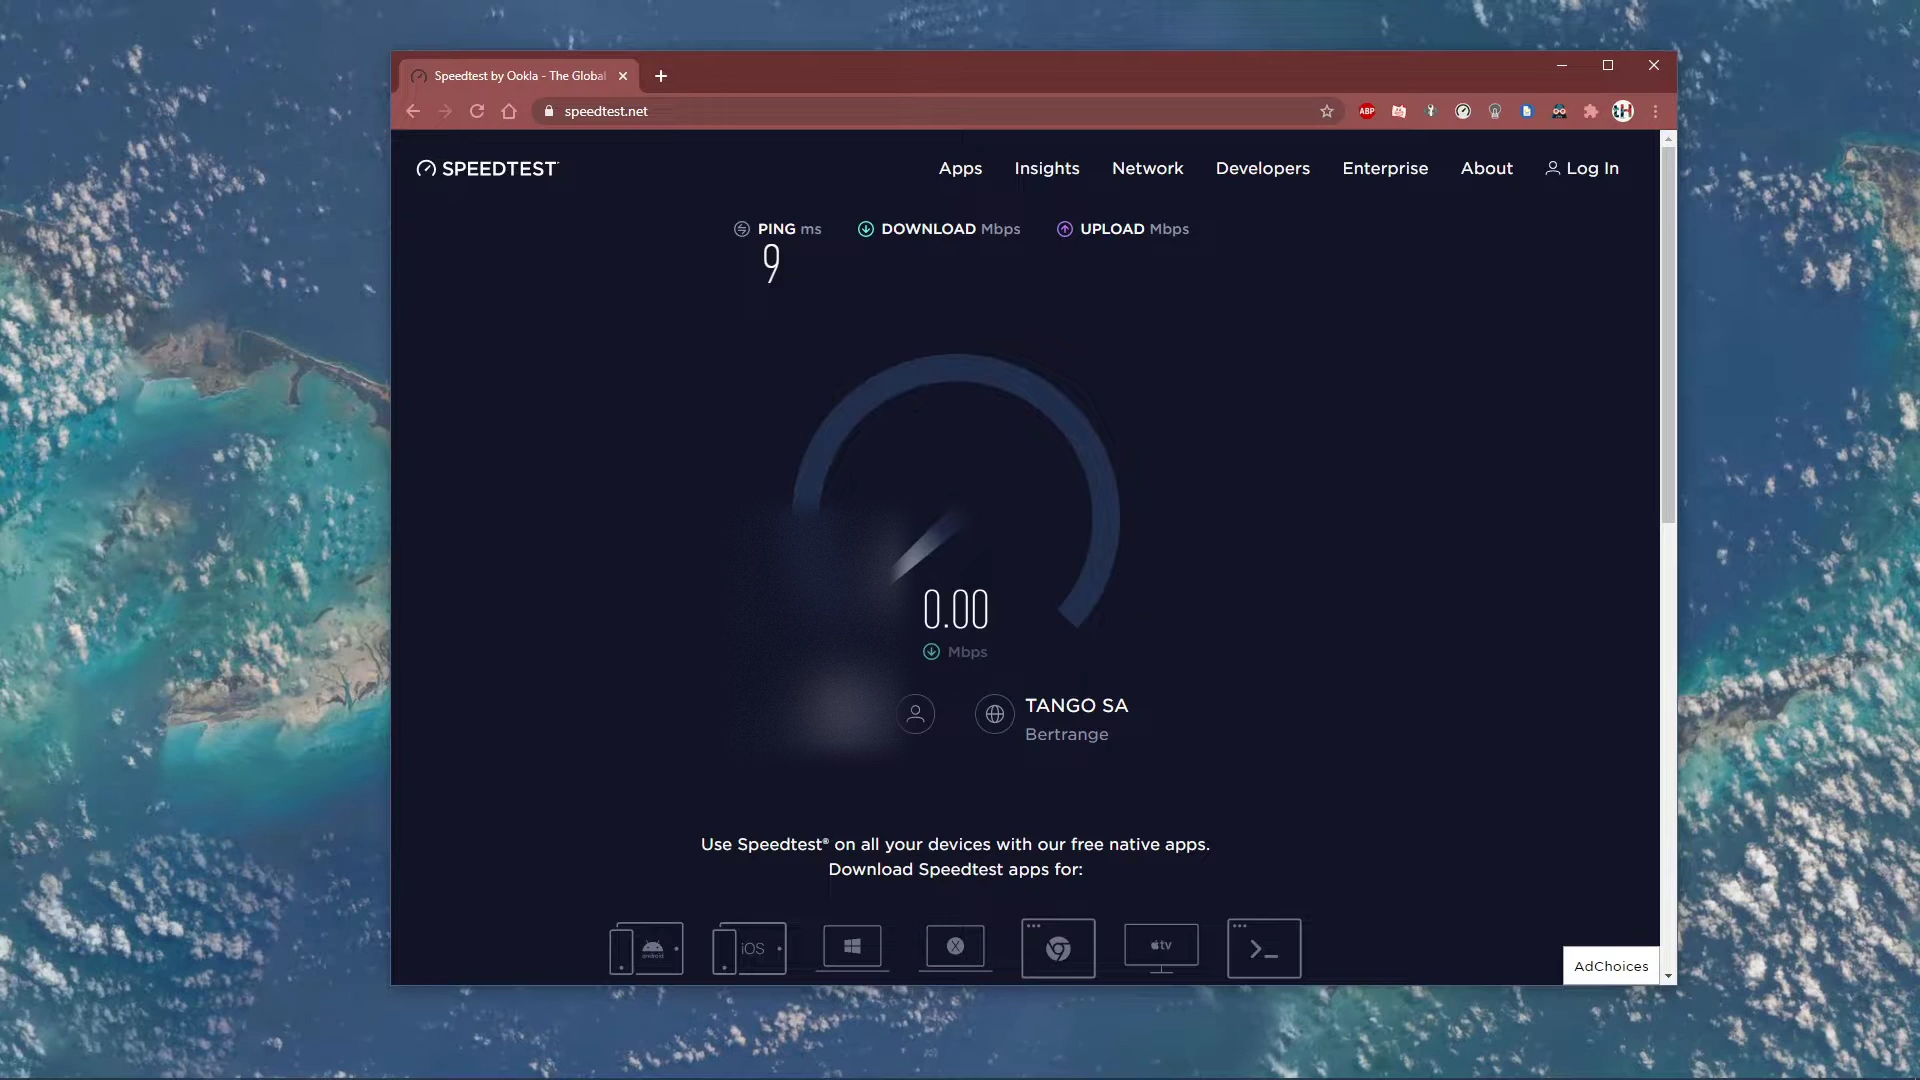 Speedtest by Ookla - The Global
speedtest.net
ABP
SPEEDTEST
Apps Insights Network Developers Enterprise About Log In
PING ms DOWNLOAD Mbps UPLOAD Mbps
9
0.00
Mbps
TANGO SA
Bertrange
Use Speedtest® on all your devices with our free native apps.
Download Speedtest apps for:
android iOS X tv
AdChoices